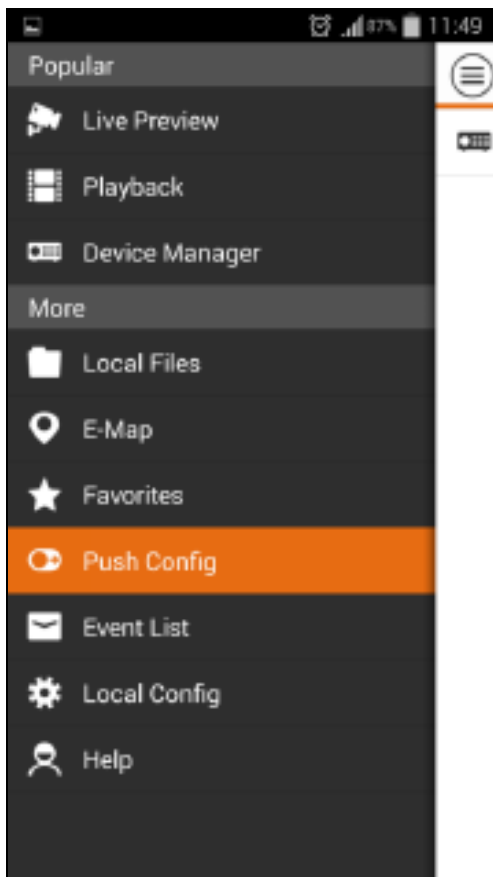 87% 11:49
Popular
Live Preview
Playback
Device Manager
More
Local Files
E-Map
Favorites
Push Config
Event List
Local Config
Help